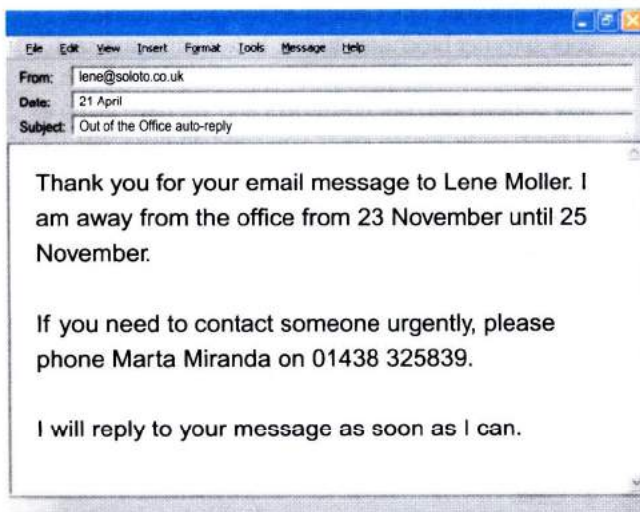 File Edit View Insert Format Tools Message Help
From: lene@soloto.co.uk
Date: 21 April
Subject: Out of the Office auto-reply
Thank you for your email message to Lene Moller. I
am away from the office from 23 November until 25
November.
If you need to contact someone urgently, please
phone Marta Miranda on 01438 325839.
I will reply to your message as soon as I can.